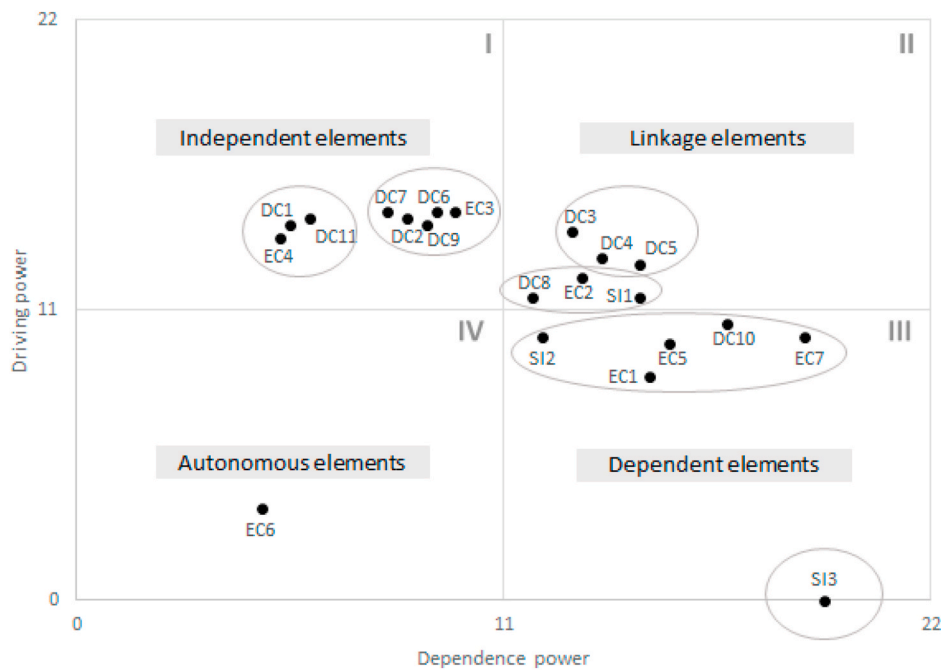 22
I
II
Independent elements
Linkage elements
DC7
DC6
EC3
DC1
DC11
DC2
DC9
EC4
DC3
DC4
DC5
DC8
EC2
SI1
Driving power
11
IV
III
SI2
EC5
DC10
EC7
EC1
Autonomous elements
Dependent elements
EC6
SI3
0
0
11
22
Dependence power